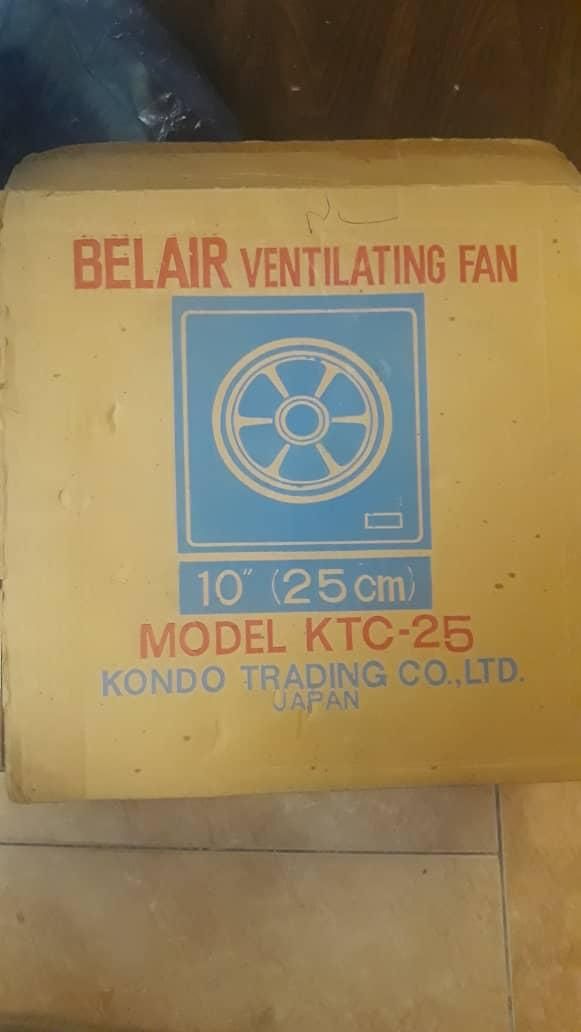 BELAIR VENTILATING FAN
10" (25cm)
MODEL KTC-25
KONDO TRADING CO.,LTD.
JAPAN